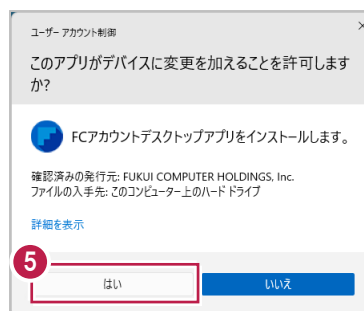 ユーザー アカウント制御
このアプリがデバイスに変更を加えることを許可します
か?
FCアカウントデスクトップアプリをインストールします。
確認済みの発行元: FUKUI COMPUTER HOLDINGS, Inc.
ファイルの入手先: このコンピューター上のハード ドライブ
詳細を表示
5
はい
いいえ